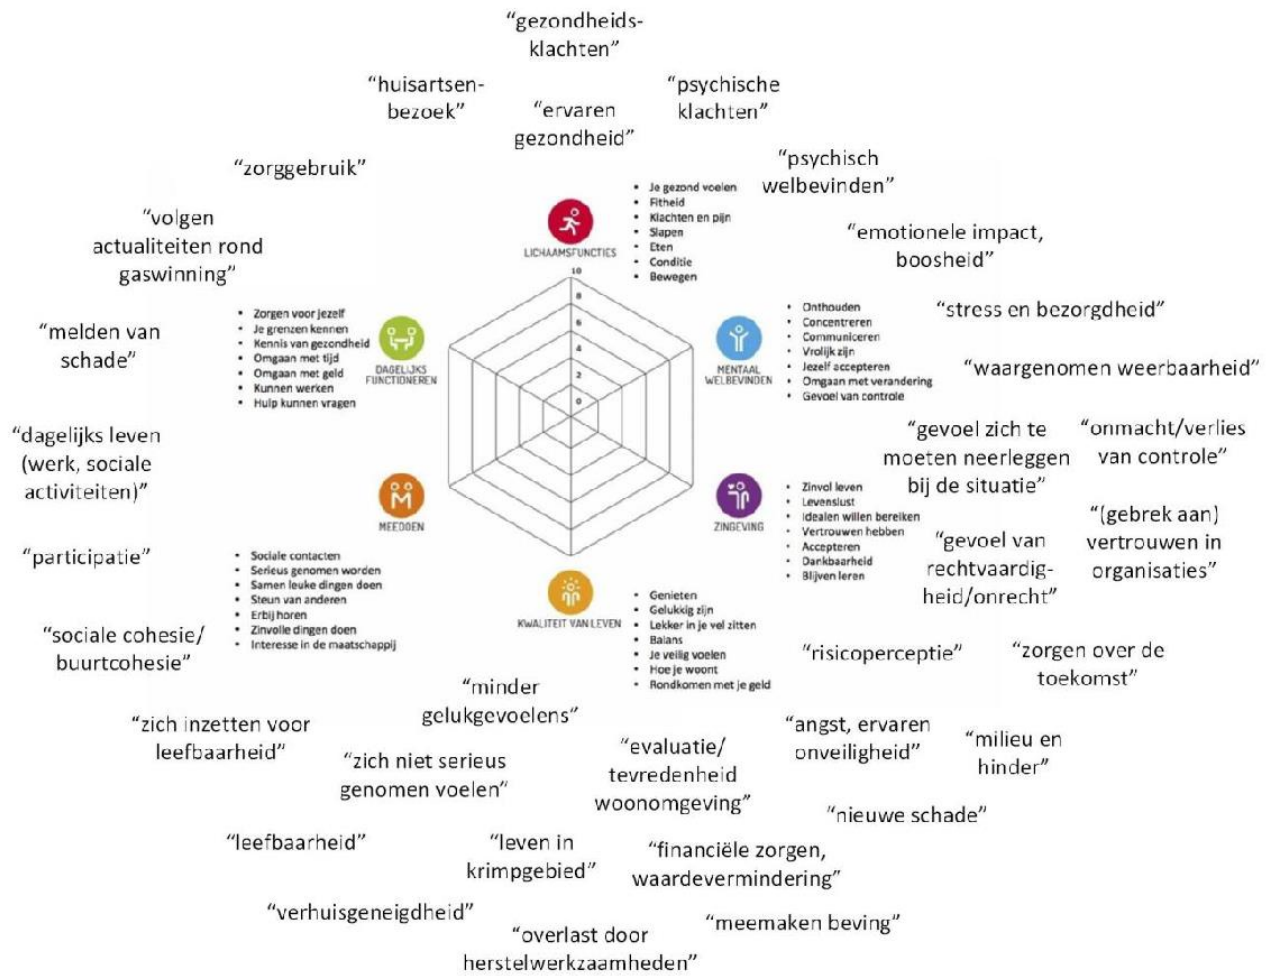 “gezondheids-
klachten”
“huisartsen-
bezoek”
“ervaren
gezondheid”
“psychische
klachten”
“zorggebruik”
“psychisch
welbevinden”
“volgen
actualiteiten rond
gaswinning”
LICHAAMSFUNCTIES
• Je gezond voelen
• Fitheid
• Klachten en pijn
• Slapen
• Eten
• Conditie
• Bewegen
“emotionele impact,
boosheid”
10
8
6
4
2
0
“melden van
schade”
• Zorgen voor jezelf
• Je grenzen kennen
• Kennis van gezondheid
• Omgaan met tijd
• Omgaan met geld
• Kunnen werken
• Hulp kunnen vragen
DAGELIJKS
FUNCTIONEREN
MENTAAL
WELBEVINDEN
• Onthouden
• Concentreren
• Communiceren
• Vrolijk zijn
• Jezelf accepteren
• Omgaan met verandering
• Gevoel van controle
“stress en bezorgdheid”
“waargenomen weerbaarheid”
“dagelijks leven
(werk, sociale
activiteiten)”
“gevoel zich te
moeten neerleggen
bij de situatie”
“onmacht/verlies
van controle”
MEEDOEN
ZINGEVING
• Zinvol leven
• Levenslust
• Idealen willen bereiken
• Vertrouwen hebben
• Accepteren
• Dankbaarheid
• Blijven leren
“gevoel van
rechtvaardig-
heid/onrecht”
“(gebrek aan)
vertrouwen in
organisaties”
“participatie”
• Sociale contacten
• Serieus genomen worden
• Samen leuke dingen doen
• Steun van anderen
• Erbij horen
• Zinvolle dingen doen
• Interesse in de maatschappij
KWALITEIT VAN LEVEN
• Genieten
• Gelukkig zijn
• Lekker in je vel zitten
• Balans
• Je veilig voelen
• Hoe je woont
• Rondkomen met je geld
“sociale cohesie/
buurtcohesie”
“risicoperceptie”
“zorgen over de
toekomst”
“minder
gelukgevoelens”
“zich inzetten voor
leefbaarheid”
“zich niet serieus
genomen voelen”
“evaluatie/
tevredenheid
woonomgeving”
“angst, ervaren
onveiligheid”
“milieu en
hinder”
“nieuwe schade”
“leefbaarheid”
“leven in
krimpgebied”
“financiële zorgen,
waardevermindering”
“verhuisgeneigdheid”
“overlast door
herstelwerkzaamheden”
“meemaken beving”